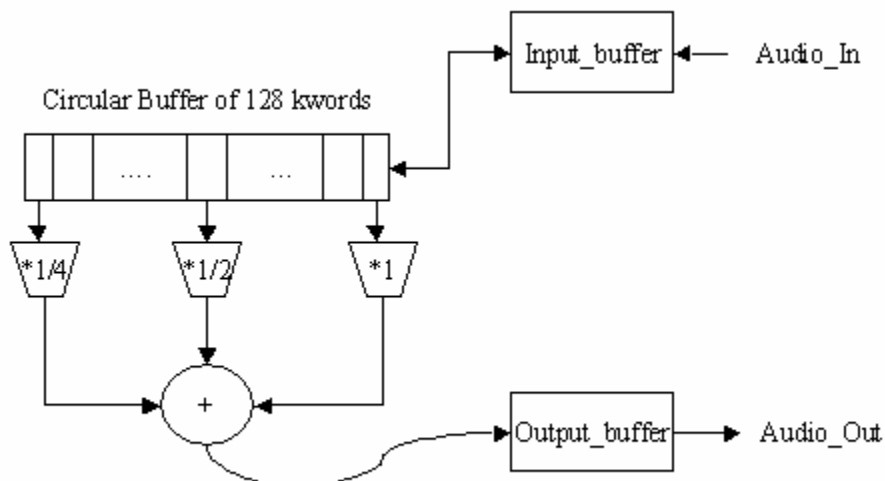 Input_buffer
Audio_In
Circular Buffer of 128 kwords
....
...
*1/4
*1/2
*1
+
Output_buffer
Audio_Out